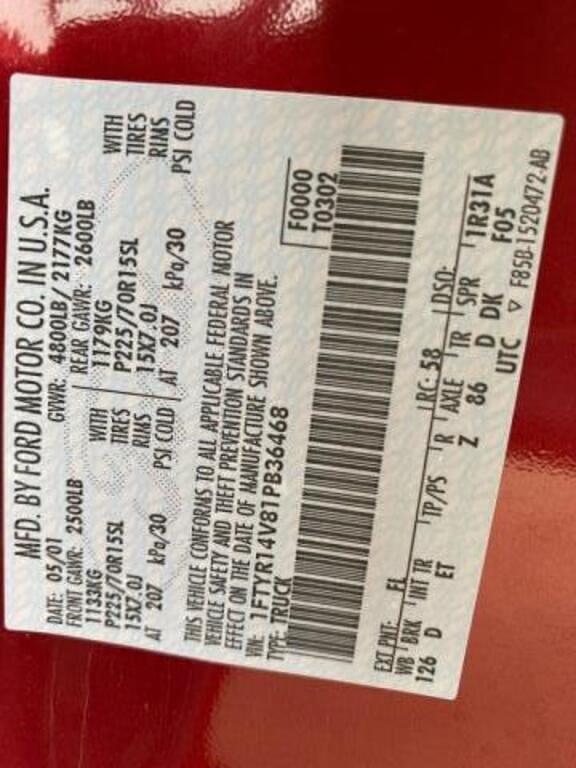 MFD. BY FORD MOTOR CO. IN U.S.A.
DATE: 05/01 GVWR: 4800LB/ 2177KG
FRONT GAWR: 2500LB REAR GAWR: 2600LB
1133KG WITH 1179KG WITH
P225/70R15SL TIRES P225/70R15SL TIRES
15X7.0J RIMS 15X7.0J RIMS
AT 207 kPa/30 PSI COLD AT 207 kPa/30 PSI COLD
THIS VEHICLE CONFORMS TO ALL APPLICABLE FEDERAL MOTOR
VEHICLE SAFETY AND THEFT PREVENTION STANDARDS IN
EFFECT ON THE DATE OF MANUFACTURE SHOWN ABOVE.
VIN: 1FTYR14V81PB36468 F0000
TYPE: TRUCK T0302
EXT PNT: FL RC: 58 DSO:
WB BRK INT TR TP/PS R AXLE TR SPR 1R31A
126 D ET Z 86 D DK F05
UTC ▽ F85B-1520472-AB